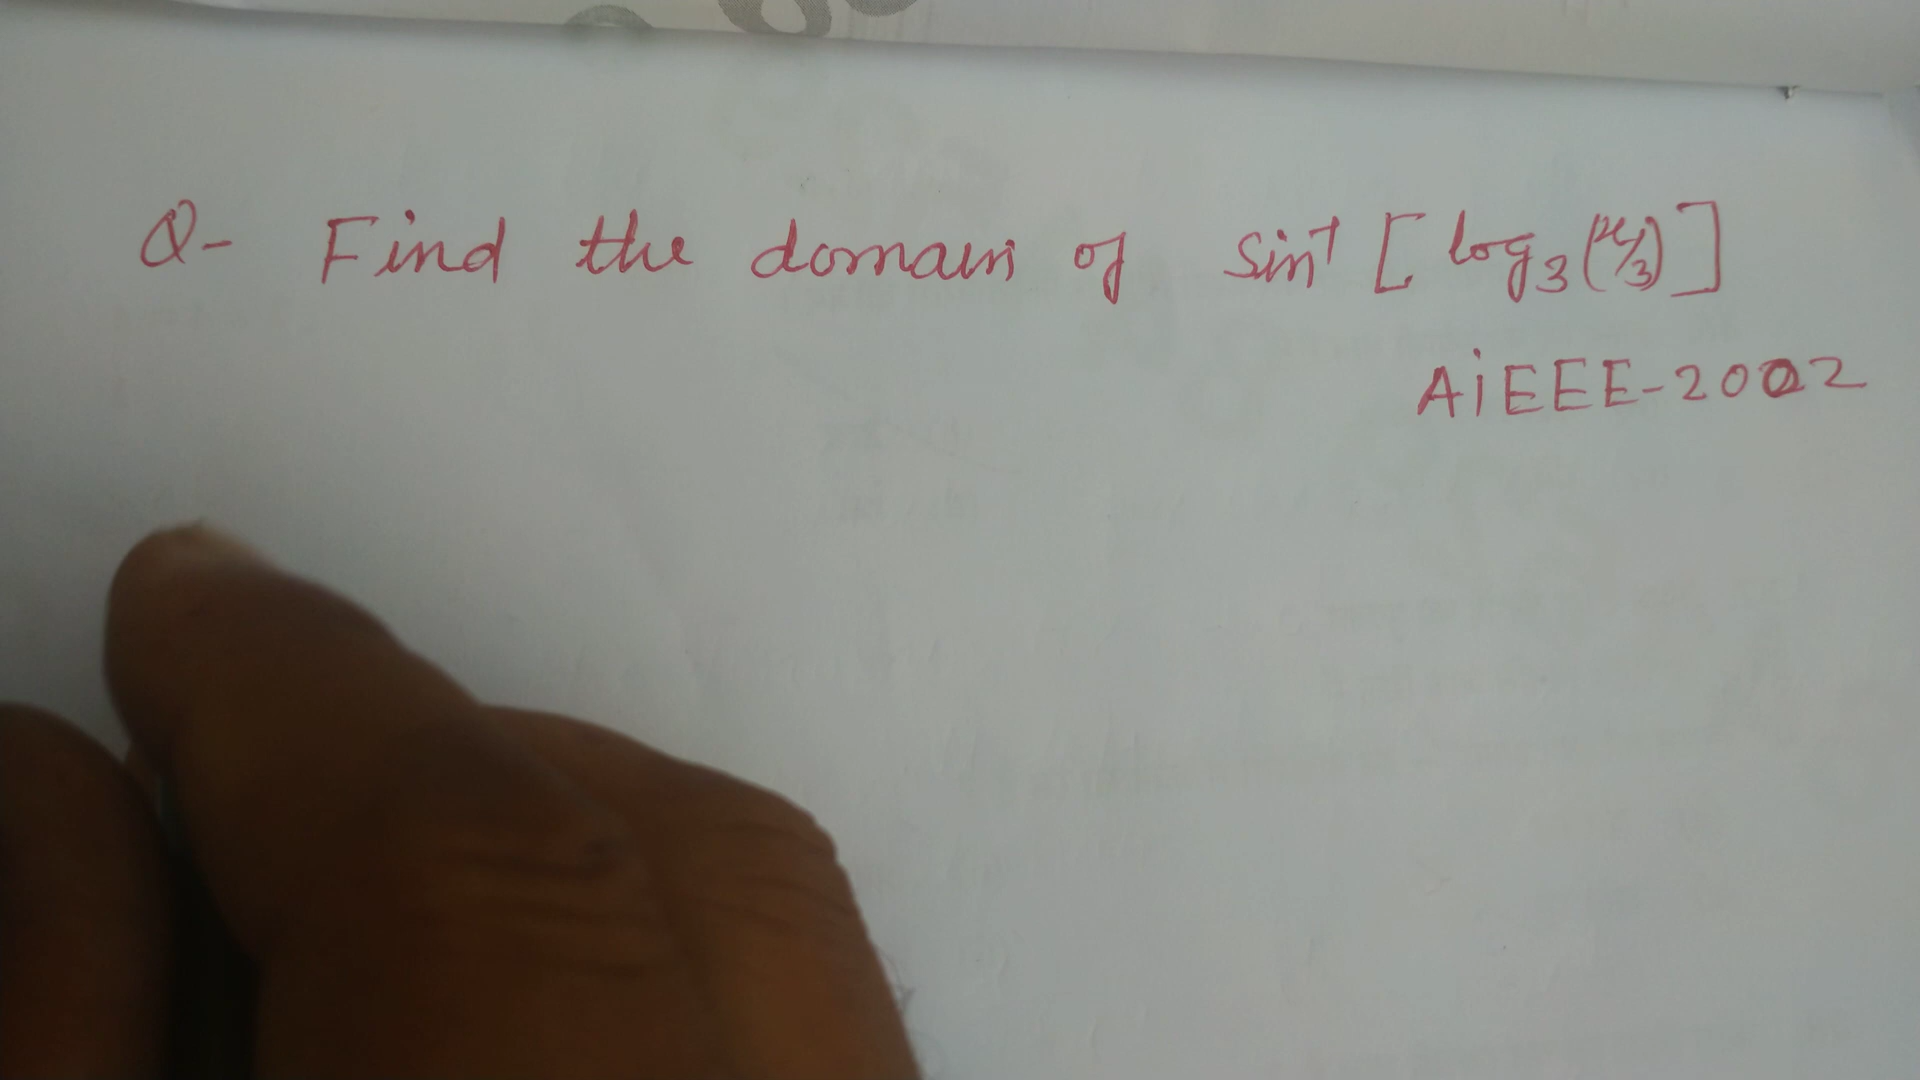 Q- Find the domain of sin⁻¹ [log₃(x/3)]
AiEEE-2002